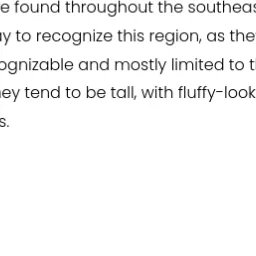 e found throughout the southeas
y to recognize this region, as the
ognizable and mostly limited to t
ey tend to be tall, with fluffy-look
s.